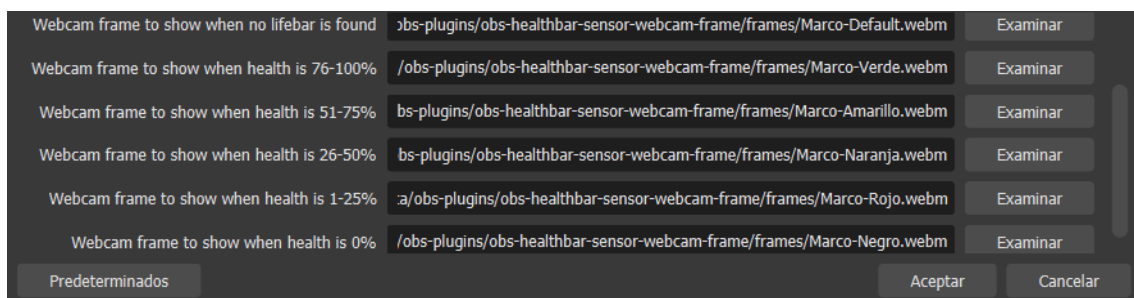 Webcam frame to show when no lifebar is found obs-plugins/obs-healthbar-sensor-webcam-frame/frames/Marco-Default.webm Examinar
Webcam frame to show when health is 76-100% /obs-plugins/obs-healthbar-sensor-webcam-frame/frames/Marco-Verde.webm Examinar
Webcam frame to show when health is 51-75% bs-plugins/obs-healthbar-sensor-webcam-frame/frames/Marco-Amarillo.webm Examinar
Webcam frame to show when health is 26-50% bs-plugins/obs-healthbar-sensor-webcam-frame/frames/Marco-Naranja.webm Examinar
Webcam frame to show when health is 1-25% :a/obs-plugins/obs-healthbar-sensor-webcam-frame/frames/Marco-Rojo.webm Examinar
Webcam frame to show when health is 0% /obs-plugins/obs-healthbar-sensor-webcam-frame/frames/Marco-Negro.webm Examinar
Predeterminados Aceptar Cancelar